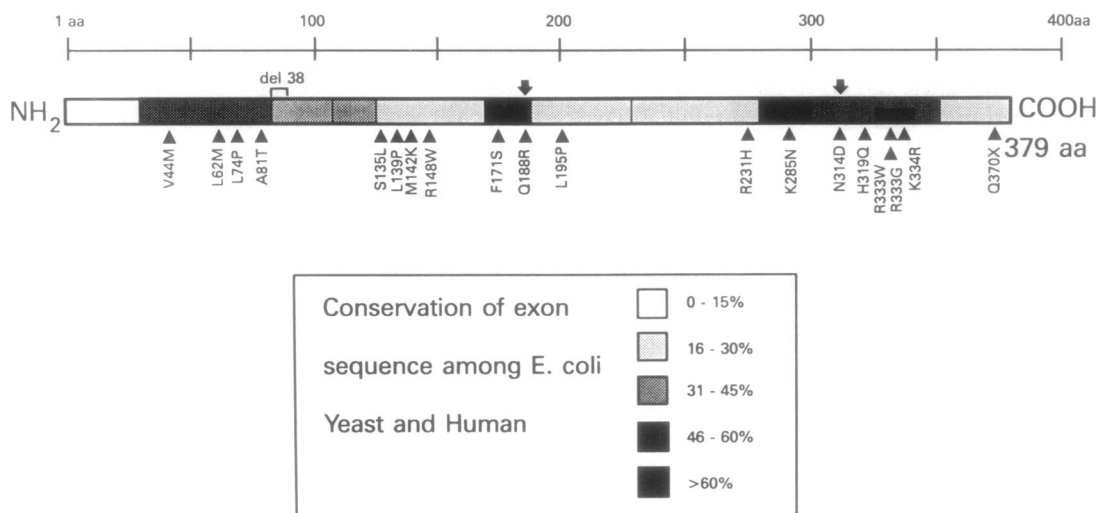 1 aa 100 200 300 400aa
del 38
NH2 COOH
379 aa
V44M L62M L74P A81T S135L L139P M142K R148W F171S Q188R L195P R231H K285N N314D H319Q R333W R333G K334R Q370X
Conservation of exon
sequence among E. coli
Yeast and Human
0 - 15%
16 - 30%
31 - 45%
46 - 60%
>60%